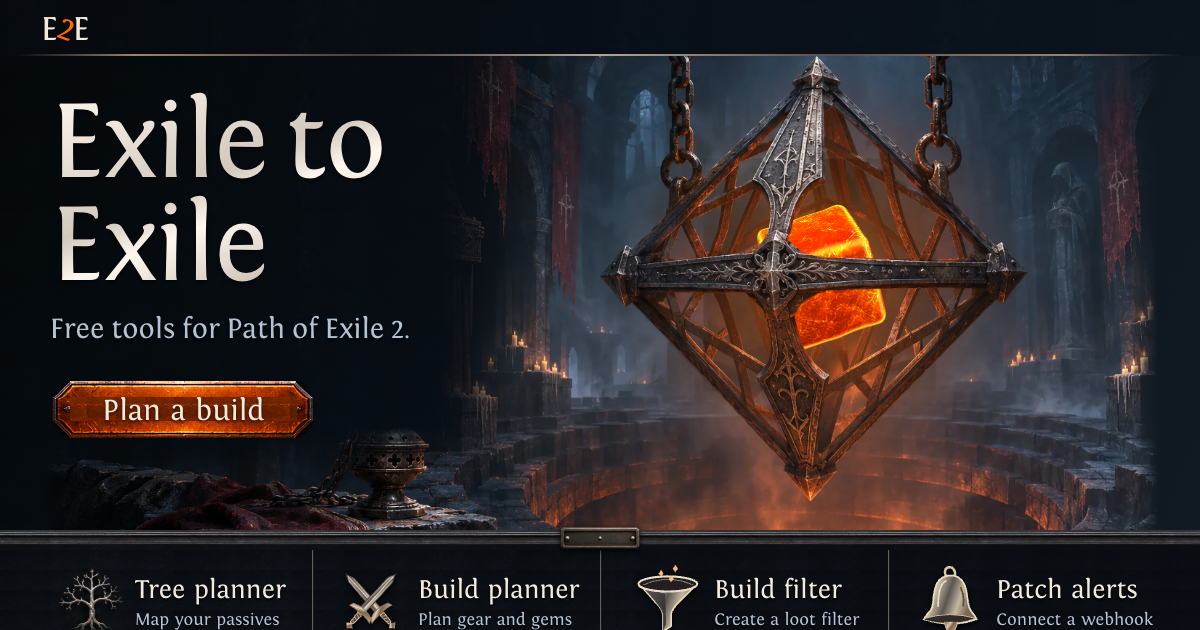 E2E
Exile to
Exile
Free tools for Path of Exile 2.
Plan a build
Tree planner
Map your passives
Build planner
Plan gear and gems
Build filter
Create a loot filter
Patch alerts
Connect a webhook